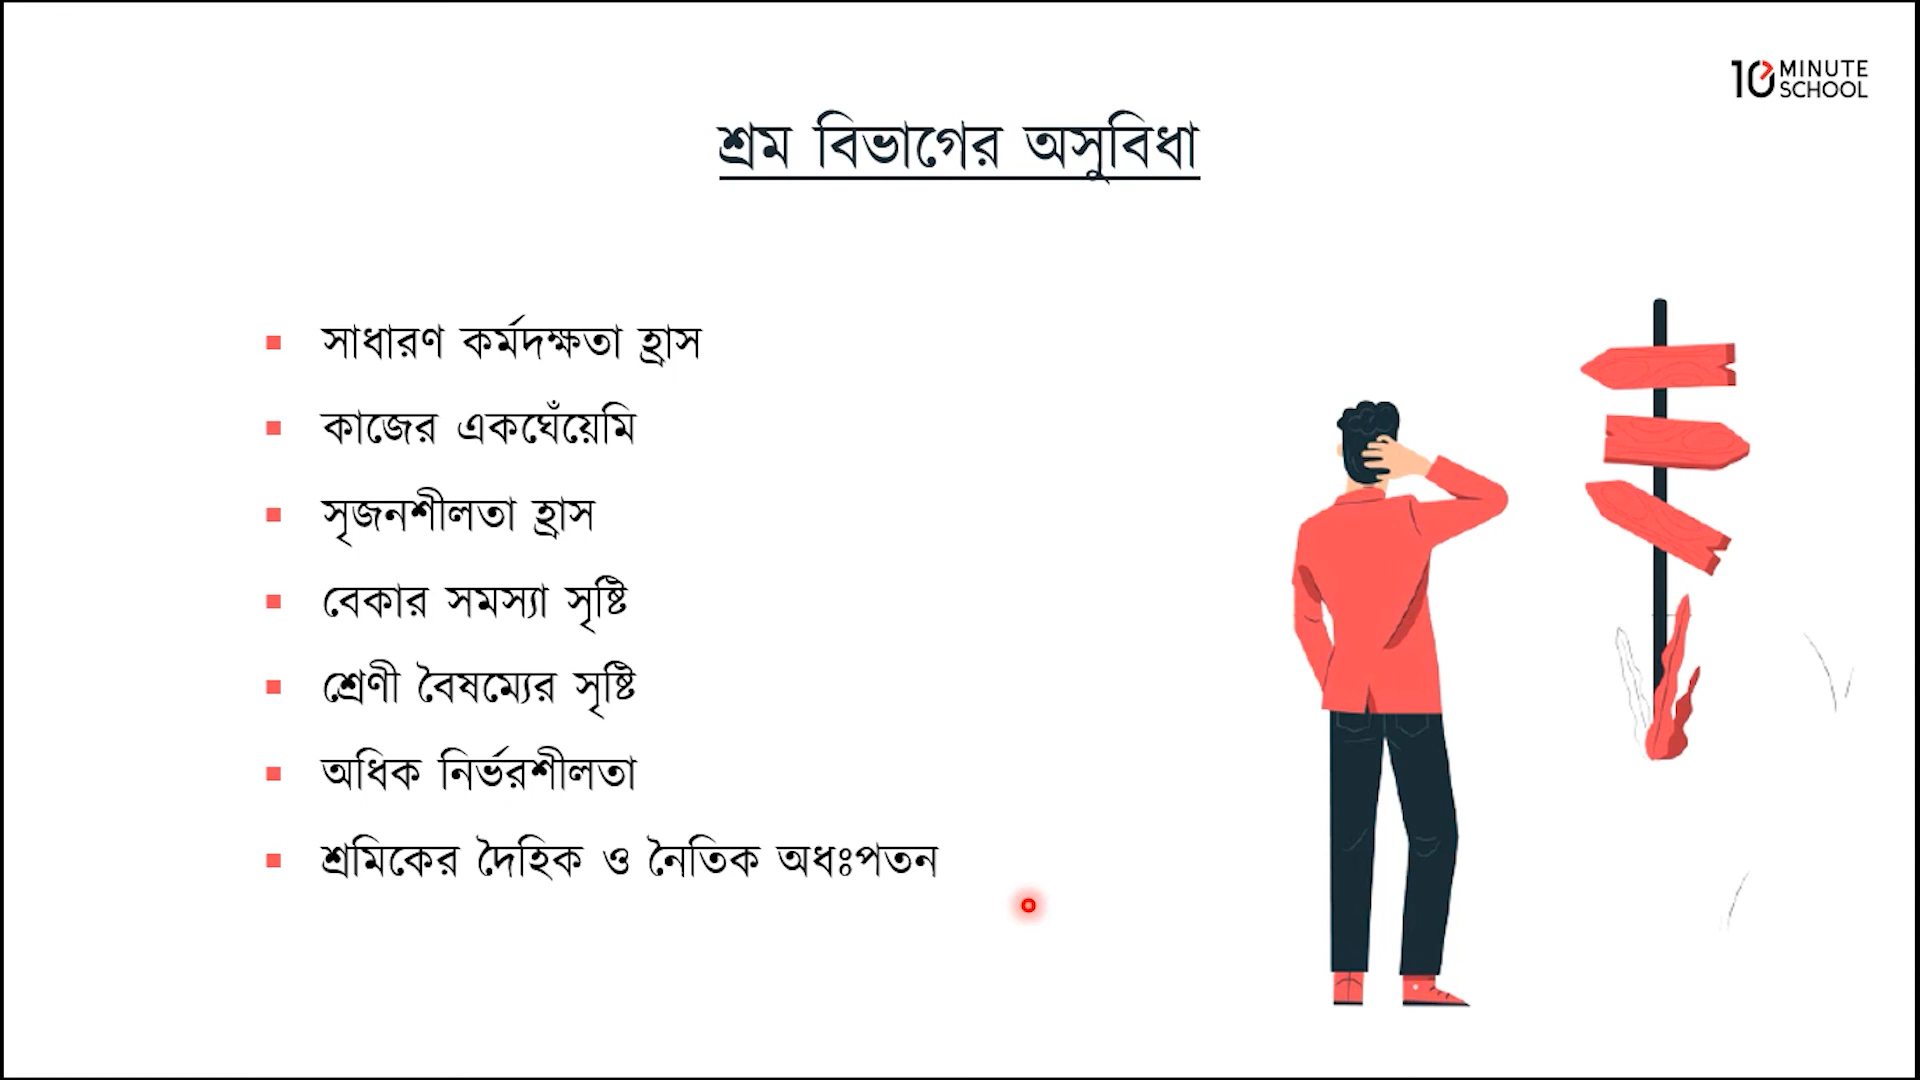 10 MINUTE SCHOOL
শ্রম বিভাগের অসুবিধা
সাধারণ কর্মদক্ষতা হ্রাস
কাজের একঘেঁয়েমি
সৃজনশীলতা হ্রাস
বেকার সমস্যা সৃষ্টি
শ্রেণী বৈষম্যের সৃষ্টি
অধিক নির্ভরশীলতা
শ্রমিকের দৈহিক ও নৈতিক অধঃপতন